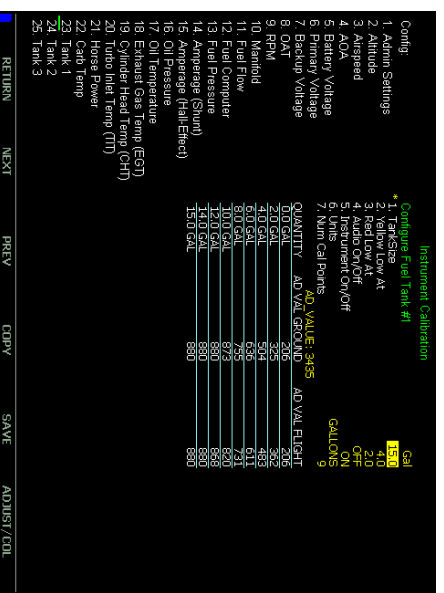 Instrument Calibration
Config:
1. Admin Settings
2. Altitude
3. Airspeed
4. AOA
5. Battery Voltage
6. Primary Voltage
7. Backup Voltage
8. OAT
9. RPM
10. Manifold
11. Fuel Flow
12. Fuel Computer
13. Fuel Pressure
14. Amperage (Shunt)
15. Amperage (Hall-Effect)
16. Oil Pressure
17. Oil Temperature
18. Exhaust Gas Temp (EGT)
19. Cylinder Head Temp (CHT)
20. Turbo Inlet Temp (TIT)
21. Horse Power
22. Carb Temp
23. Tank 1
24. Tank 2
25. Tank 3
Configure Fuel Tank #1 Gal
* 1. TankSize 15.0
2. Yellow Low At 4.0
3. Red Low At 2.0
4. Audio On/Off OFF
5. Instrument On/Off ON
6. Units GALLONS
7. Num Cal Points 9
AD_VALUE: 3435
QUANTITY AD VAL GROUND AD VAL FLIGHT
0.0 GAL 206 206
2.0 GAL 325 362
4.0 GAL 504 483
6.0 GAL 636 611
8.0 GAL 755 731
10.0 GAL 873 820
12.0 GAL 880 868
14.0 GAL 880 880
15.0 GAL 880 880
RETURN NEXT PREV COPY SAVE ADJUST/COL